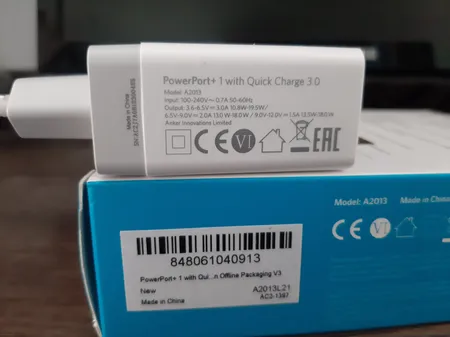 PowerPort+ 1 with Quick Charge 3.0
Model: A2013
Input: 100-240V~ 0.7A 50-60Hz
Output: 3.6-6.5V⎓3.0A 10.8W-19.5W/
6.5V-9.0V⎓2.0A 13.0W-18.0W / 9.0V-12.0V⎓1.5A 13.5W-18.0W
Anker Innovations Limited
CE VI EAC
Made in China
Model: A2013 Made in China
CE VI
848061040913
PowerPort+ 1 with Qui...n Offline Packaging V3
New A2013L21
Made in China AC2-1387